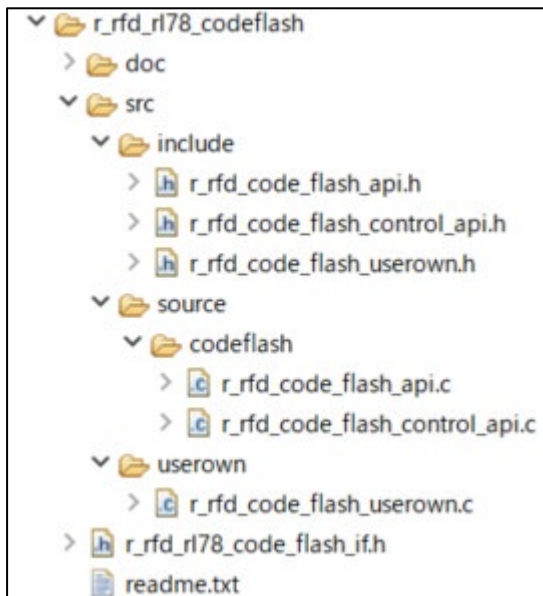 r_rfd_rl78_codeflash
doc
src
include
r_rfd_code_flash_api.h
r_rfd_code_flash_control_api.h
r_rfd_code_flash_userown.h
source
codeflash
r_rfd_code_flash_api.c
r_rfd_code_flash_control_api.c
userown
r_rfd_code_flash_userown.c
r_rfd_rl78_code_flash_if.h
readme.txt